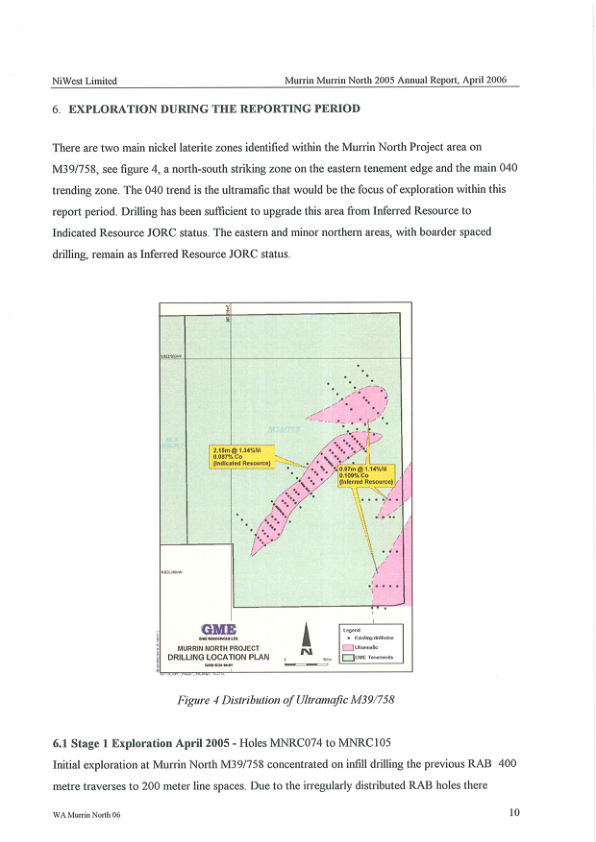 NiWest Limited Murrin Murrin North 2005 Annual Report, April 2006
6. EXPLORATION DURING THE REPORTING PERIOD
There are two main nickel laterite zones identified within the Murrin North Project area on
M39/758, see figure 4, a north-south striking zone on the eastern tenement edge and the main 040
trending zone. The 040 trend is the ultramafic that would be the focus of exploration within this
report period. Drilling has been sufficient to upgrade this area from Inferred Resource to
Indicated Resource JORC status. The eastern and minor northern areas, with boarder spaced
drilling, remain as Inferred Resource JORC status.
2.18m @ 1.34%Ni
0.087% Co
(Indicated Resource)
0.97m @ 1.14%Ni
0.109% Co
(Inferred Resource)
GME
GME RESOURCES LTD
MURRIN NORTH PROJECT
DRILLING LOCATION PLAN
N
Legend
Existing drillholes
Ultramafic
GME Tenements
Figure 4 Distribution of Ultramafic M39/758
6.1 Stage 1 Exploration April 2005 - Holes MNRC074 to MNRC105
Initial exploration at Murrin North M39/758 concentrated on infill drilling the previous RAB 400
metre traverses to 200 meter line spaces. Due to the irregularly distributed RAB holes there
WA Murrin North 06 10